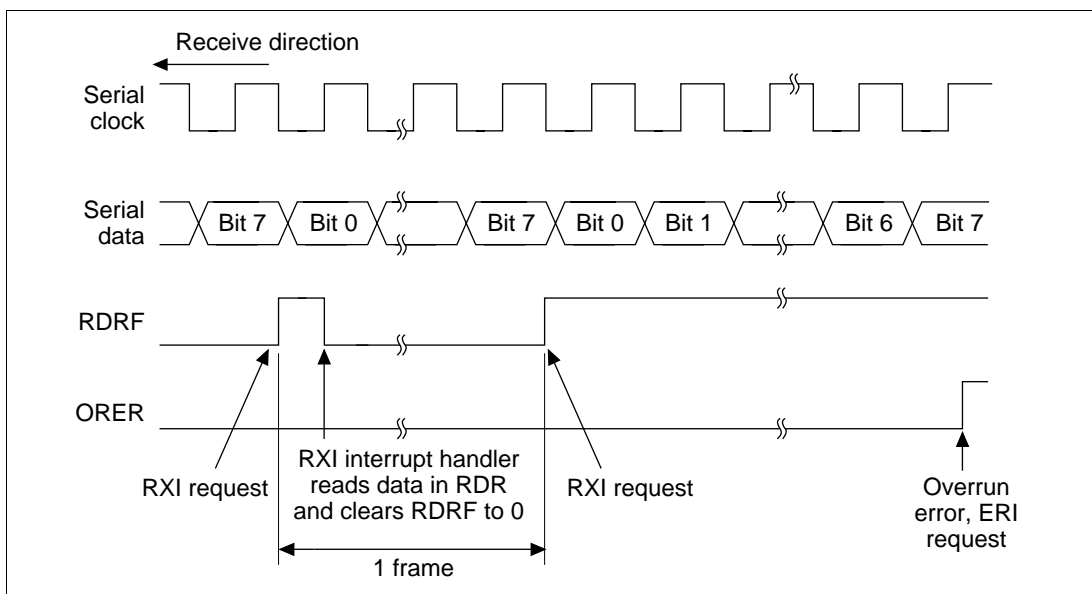 Receive direction
Serial
clock
Serial
data
Bit 7
Bit 0
Bit 7
Bit 0
Bit 1
Bit 6
Bit 7
RDRF
ORER
RXI request
RXI interrupt handler
reads data in RDR
and clears RDRF to 0
RXI request
Overrun
error, ERI
request
1 frame